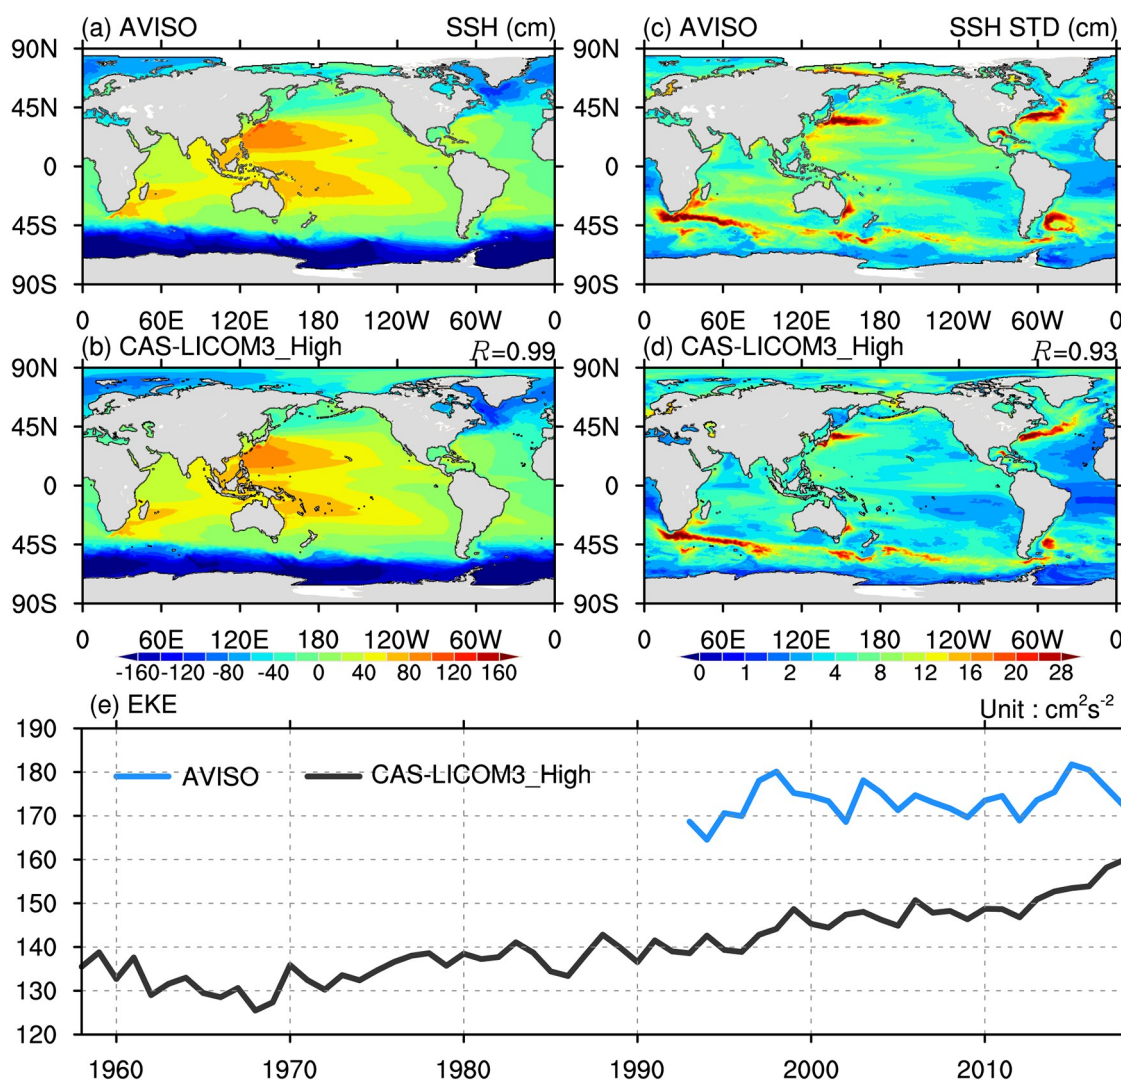 (a) AVISO SSH (cm)
90N
45N
0
45S
90S
0 60E 120E 180 120W 60W 0
(c) AVISO SSH STD (cm)
90N
45N
0
45S
90S
0 60E 120E 180 120W 60W 0
(b) CAS-LICOM3_High R=0.99
90N
45N
0
45S
90S
0 60E 120E 180 120W 60W 0
-160 -120 -80 -40 0 40 80 120 160
(d) CAS-LICOM3_High R=0.93
90N
45N
0
45S
90S
0 60E 120E 180 120W 60W 0
0 1 2 4 8 12 16 20 28
(e) EKE Unit : cm²s⁻²
190
180
170
160
150
140
130
120
AVISO CAS-LICOM3_High
1960 1970 1980 1990 2000 2010